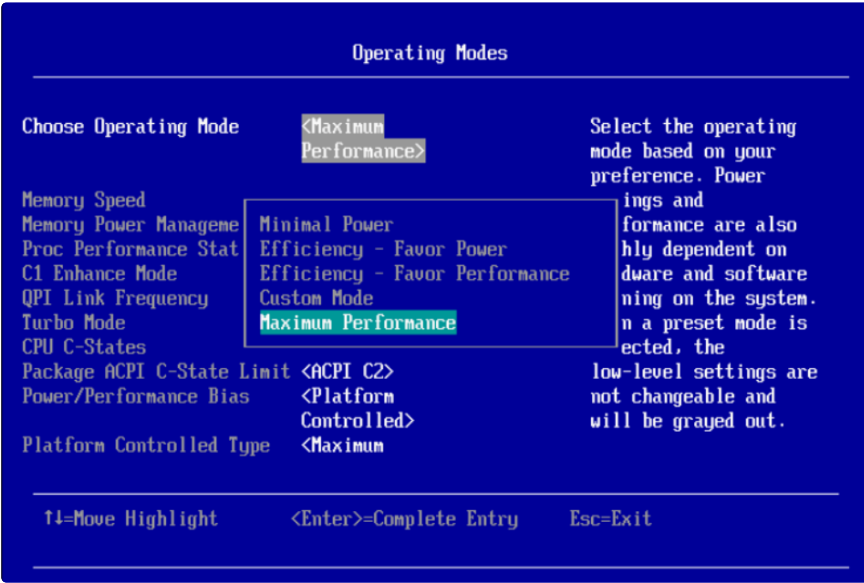 Operating Modes
Choose Operating Mode <Maximum Performance>
Select the operating
mode based on your
preference. Power
ings and
formance are also
hly dependent on
dware and software
ning on the system.
n a preset mode is
ected, the
low-level settings are
not changeable and
will be grayed out.
Memory Speed
Memory Power Manageme
Proc Performance Stat
C1 Enhance Mode
QPI Link Frequency
Turbo Mode
CPU C-States
Package ACPI C-State Limit <ACPI C2>
Power/Performance Bias <Platform Controlled>
Platform Controlled Type <Maximum
Minimal Power
Efficiency - Favor Power
Efficiency - Favor Performance
Custom Mode
Maximum Performance
↑↓=Move Highlight <Enter>=Complete Entry Esc=Exit